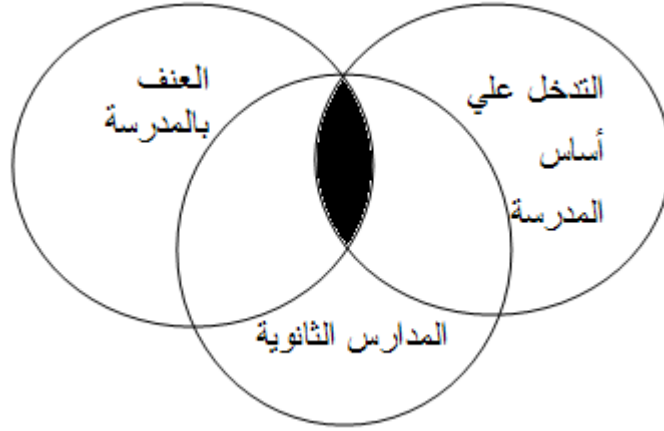 التدخل علي
أساس
المدرسة
العنف
بالمدرسة
المدارس الثانوية